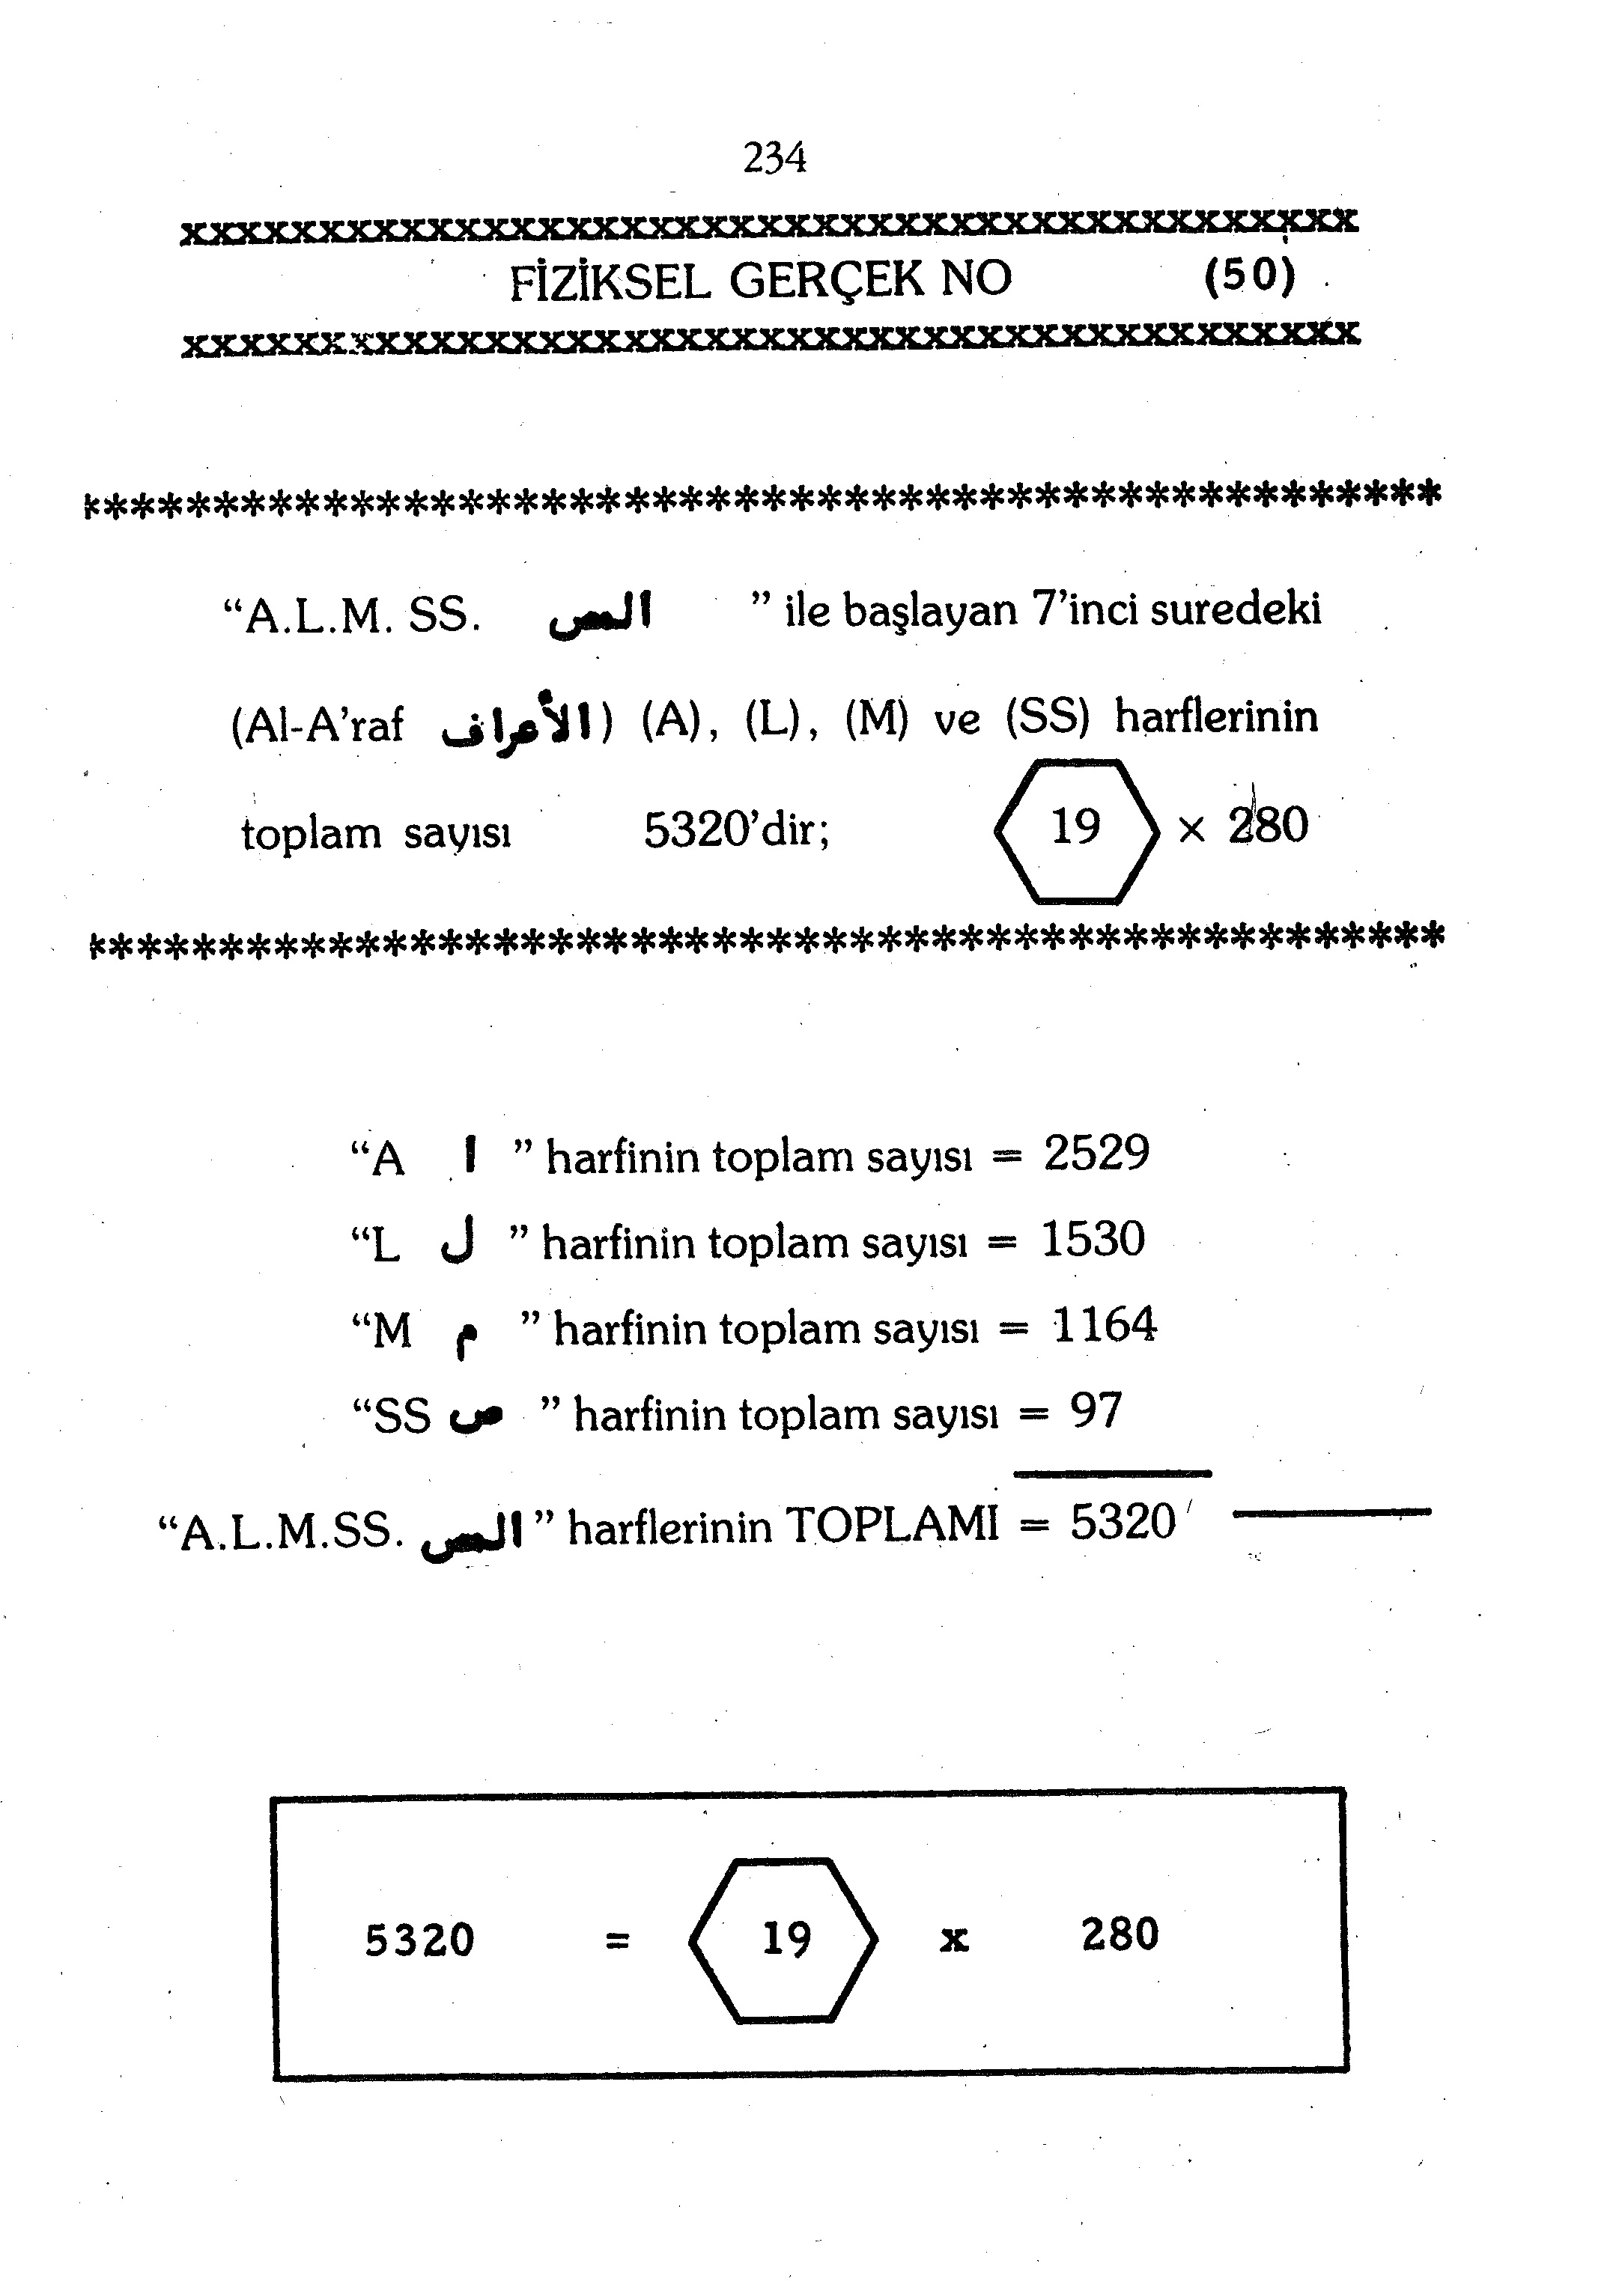 234
xxxxxxxxxxxxxxxxxxxxxxxxxxxxxxxxxxxxxxxxxxx
FİZİKSEL GERÇEK NO (50)
xxxxxxxxxxxxxxxxxxxxxxxxxxxxxxxxxxxxxxxxxxx
**************************************************
“A.L.M. SS. المص ” ile başlayan 7’inci suredeki
(Al-A’raf الأعراف) (A), (L), (M) ve (SS) harflerinin
toplam sayısı 5320’dir; 19 x 280
**************************************************
“A ا ” harfinin toplam sayısı = 2529
“L ل ” harfinin toplam sayısı = 1530
“M م ” harfinin toplam sayısı = 1164
“SS ص ” harfinin toplam sayısı = 97
“A.L.M.SS. المص ” harflerinin TOPLAMI = 5320
5320 = 19 x 280